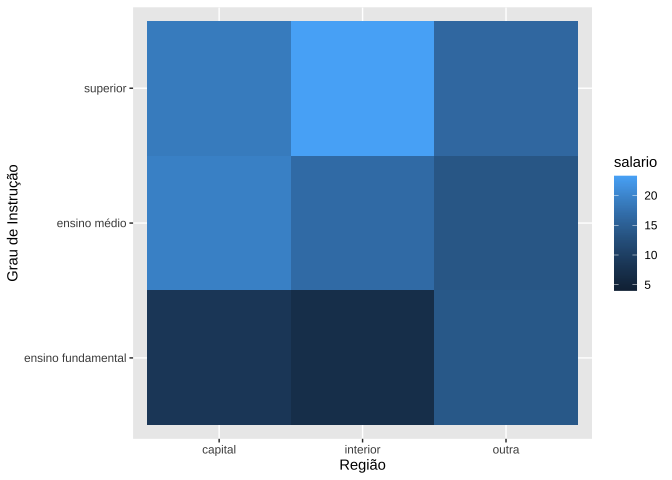 superior
ensino médio
ensino fundamental
Grau de Instrução
capital
interior
outra
Região
salario
20
15
10
5